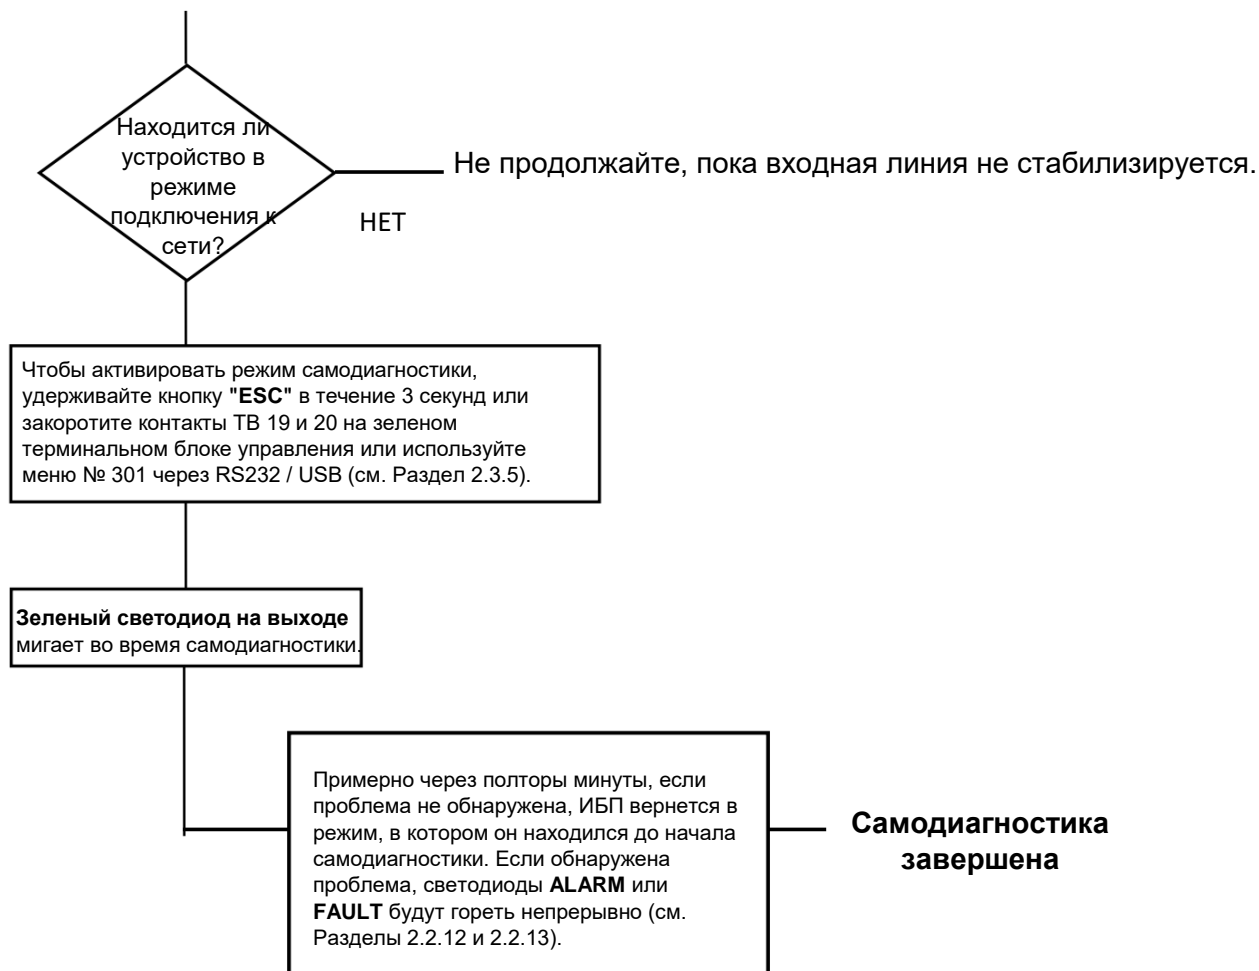 Находится ли
устройство в
режиме
подключения к
сети?
Не продолжайте, пока входная линия не стабилизируется.
НЕТ
Чтобы активировать режим самодиагностики,
удерживайте кнопку "ESC" в течение 3 секунд или
закоротите контакты ТВ 19 и 20 на зеленом
терминальном блоке управления или используйте
меню № 301 через RS232 / USB (см. Раздел 2.3.5).
Зеленый светодиод на выходе
мигает во время самодиагностики.
Примерно через полторы минуты, если
проблема не обнаружена, ИБП вернется в
режим, в котором он находился до начала
самодиагностики. Если обнаружена
проблема, светодиоды ALARM или
FAULT будут гореть непрерывно (см.
Разделы 2.2.12 и 2.2.13).
Самодиагностика
завершена